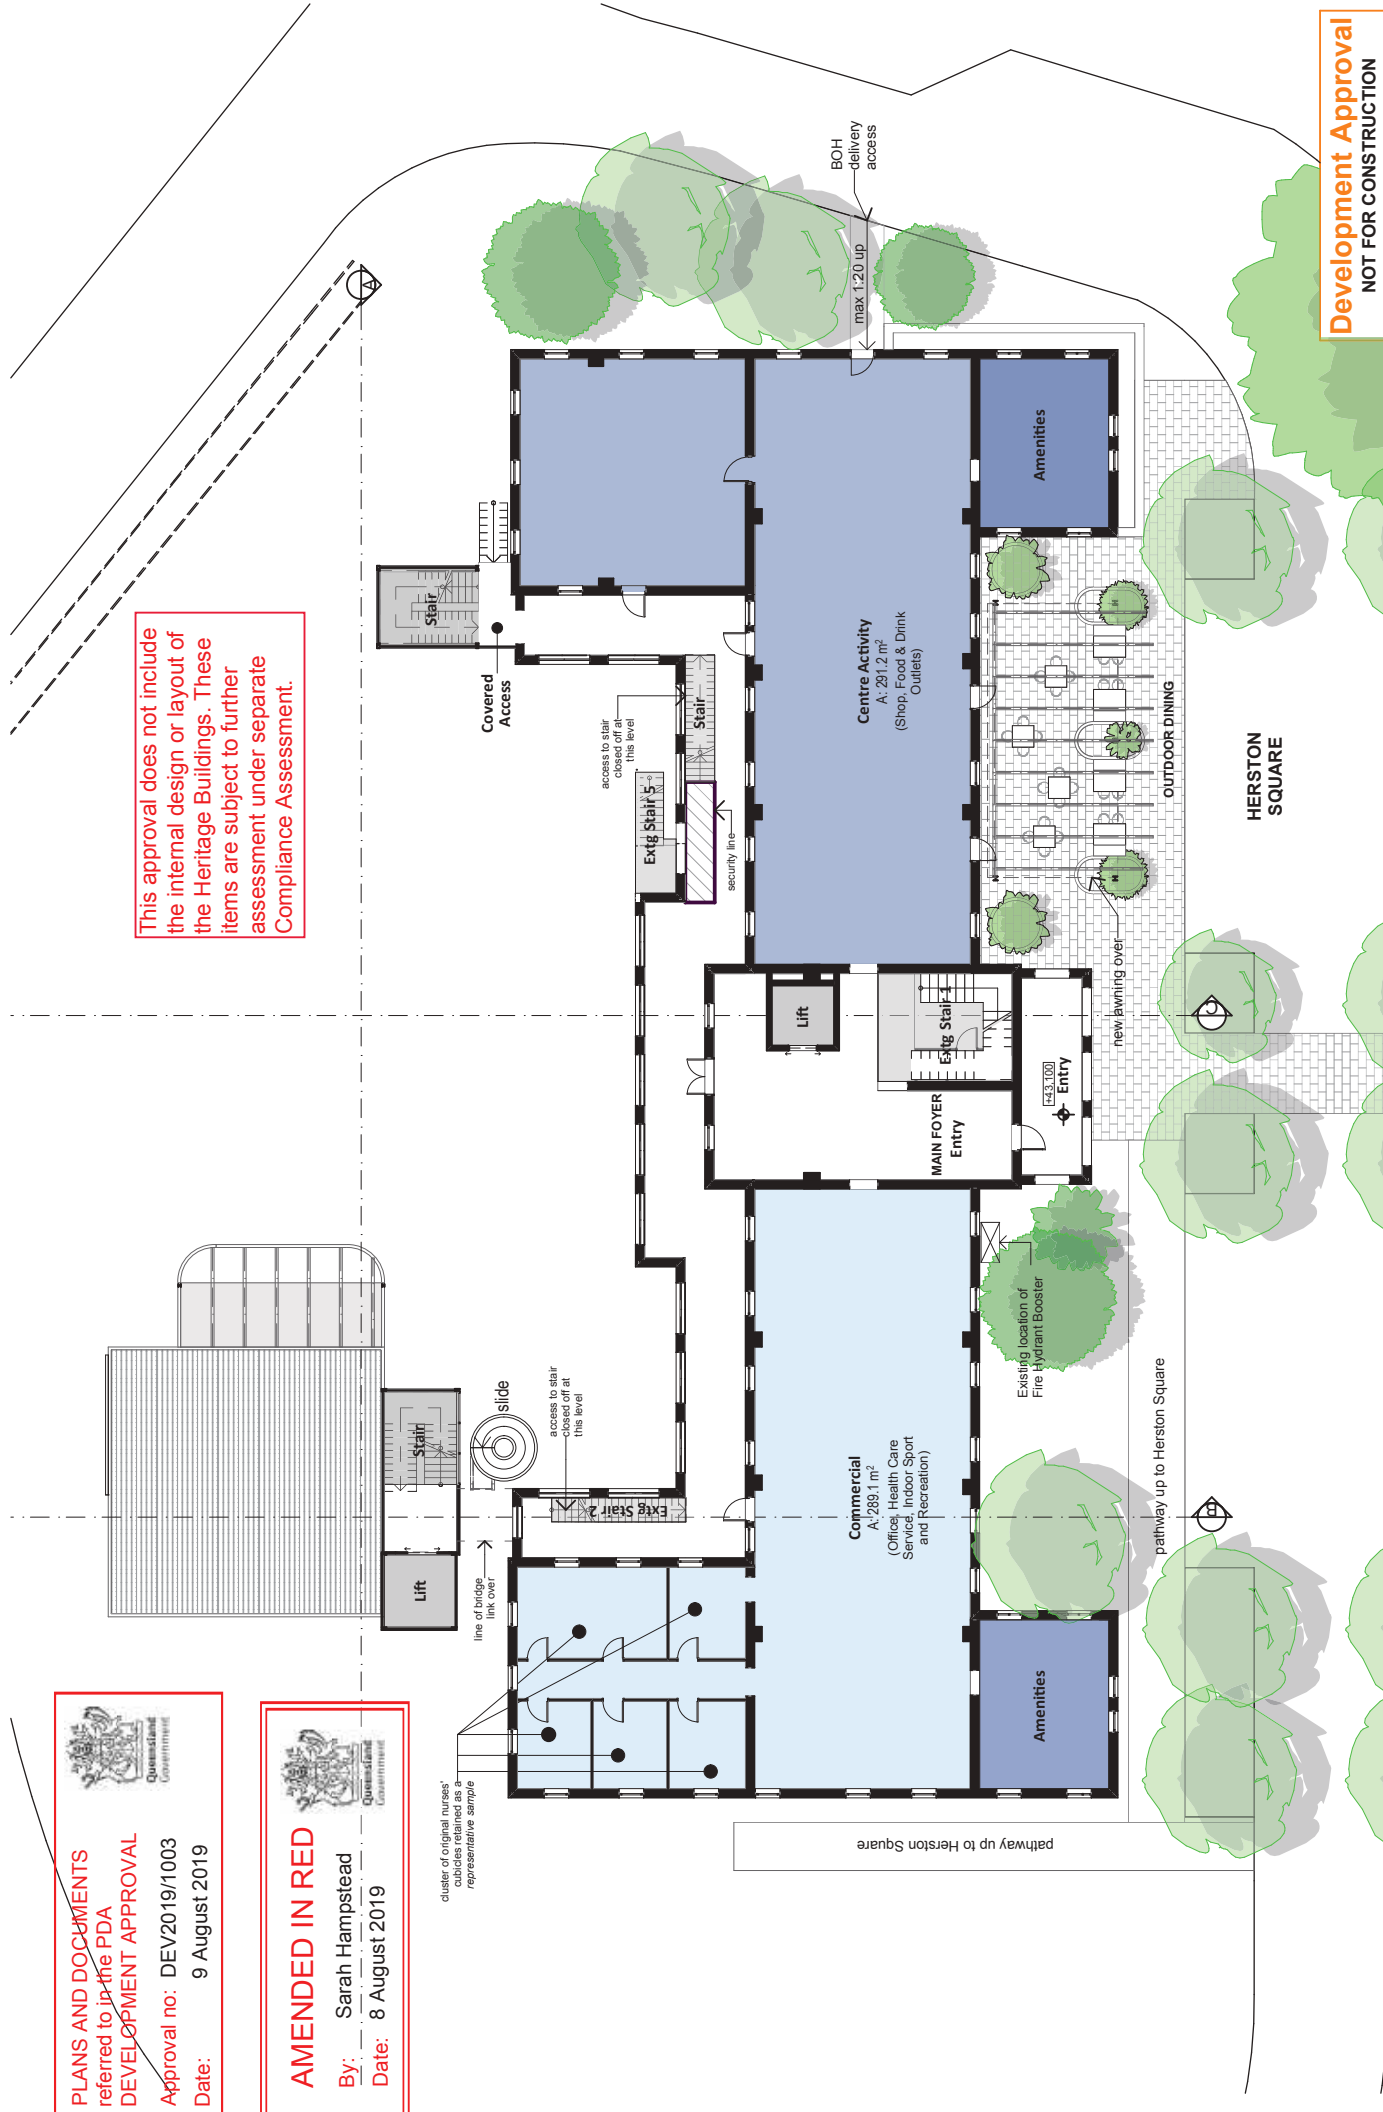 PLANS AND DOCUMENTS
referred to in the PDA
DEVELOPMENT APPROVAL
Approval no: DEV2019/1003
Date: 9 August 2019
Queensland
Government
AMENDED IN RED
By: Sarah Hampstead
Date: 8 August 2019
Queensland
Government
This approval does not include
the internal design or layout of
the Heritage Buildings. These
items are subject to further
assessment under separate
Compliance Assessment.
A
Lift
Stair
slide
line of bridge
link over
access to stair
closed off at
this level
Extg Stair 2
cluster of original nurses'
cubicles retained as a
representative sample
Stair
Covered
Access
access to stair
closed off at
this level
Extg Stair 5
Stair
security line
Lift
Extg Stair 1
MAIN FOYER
Entry
+43.100
Entry
Commercial
A: 289.1 m²
(Office, Health Care
Service, Indoor Sport
and Recreation)
Centre Activity
A: 291.2 m²
(Shop, Food & Drink
Outlets)
BOH
delivery
access
max 1:20 up
Amenities
Amenities
Existing location of
Fire Hydrant Booster
new awning over
OUTDOOR DINING
pathway up to Herston Square
pathway up to Herston Square
B
C
HERSTON
SQUARE
Development Approval
NOT FOR CONSTRUCTION